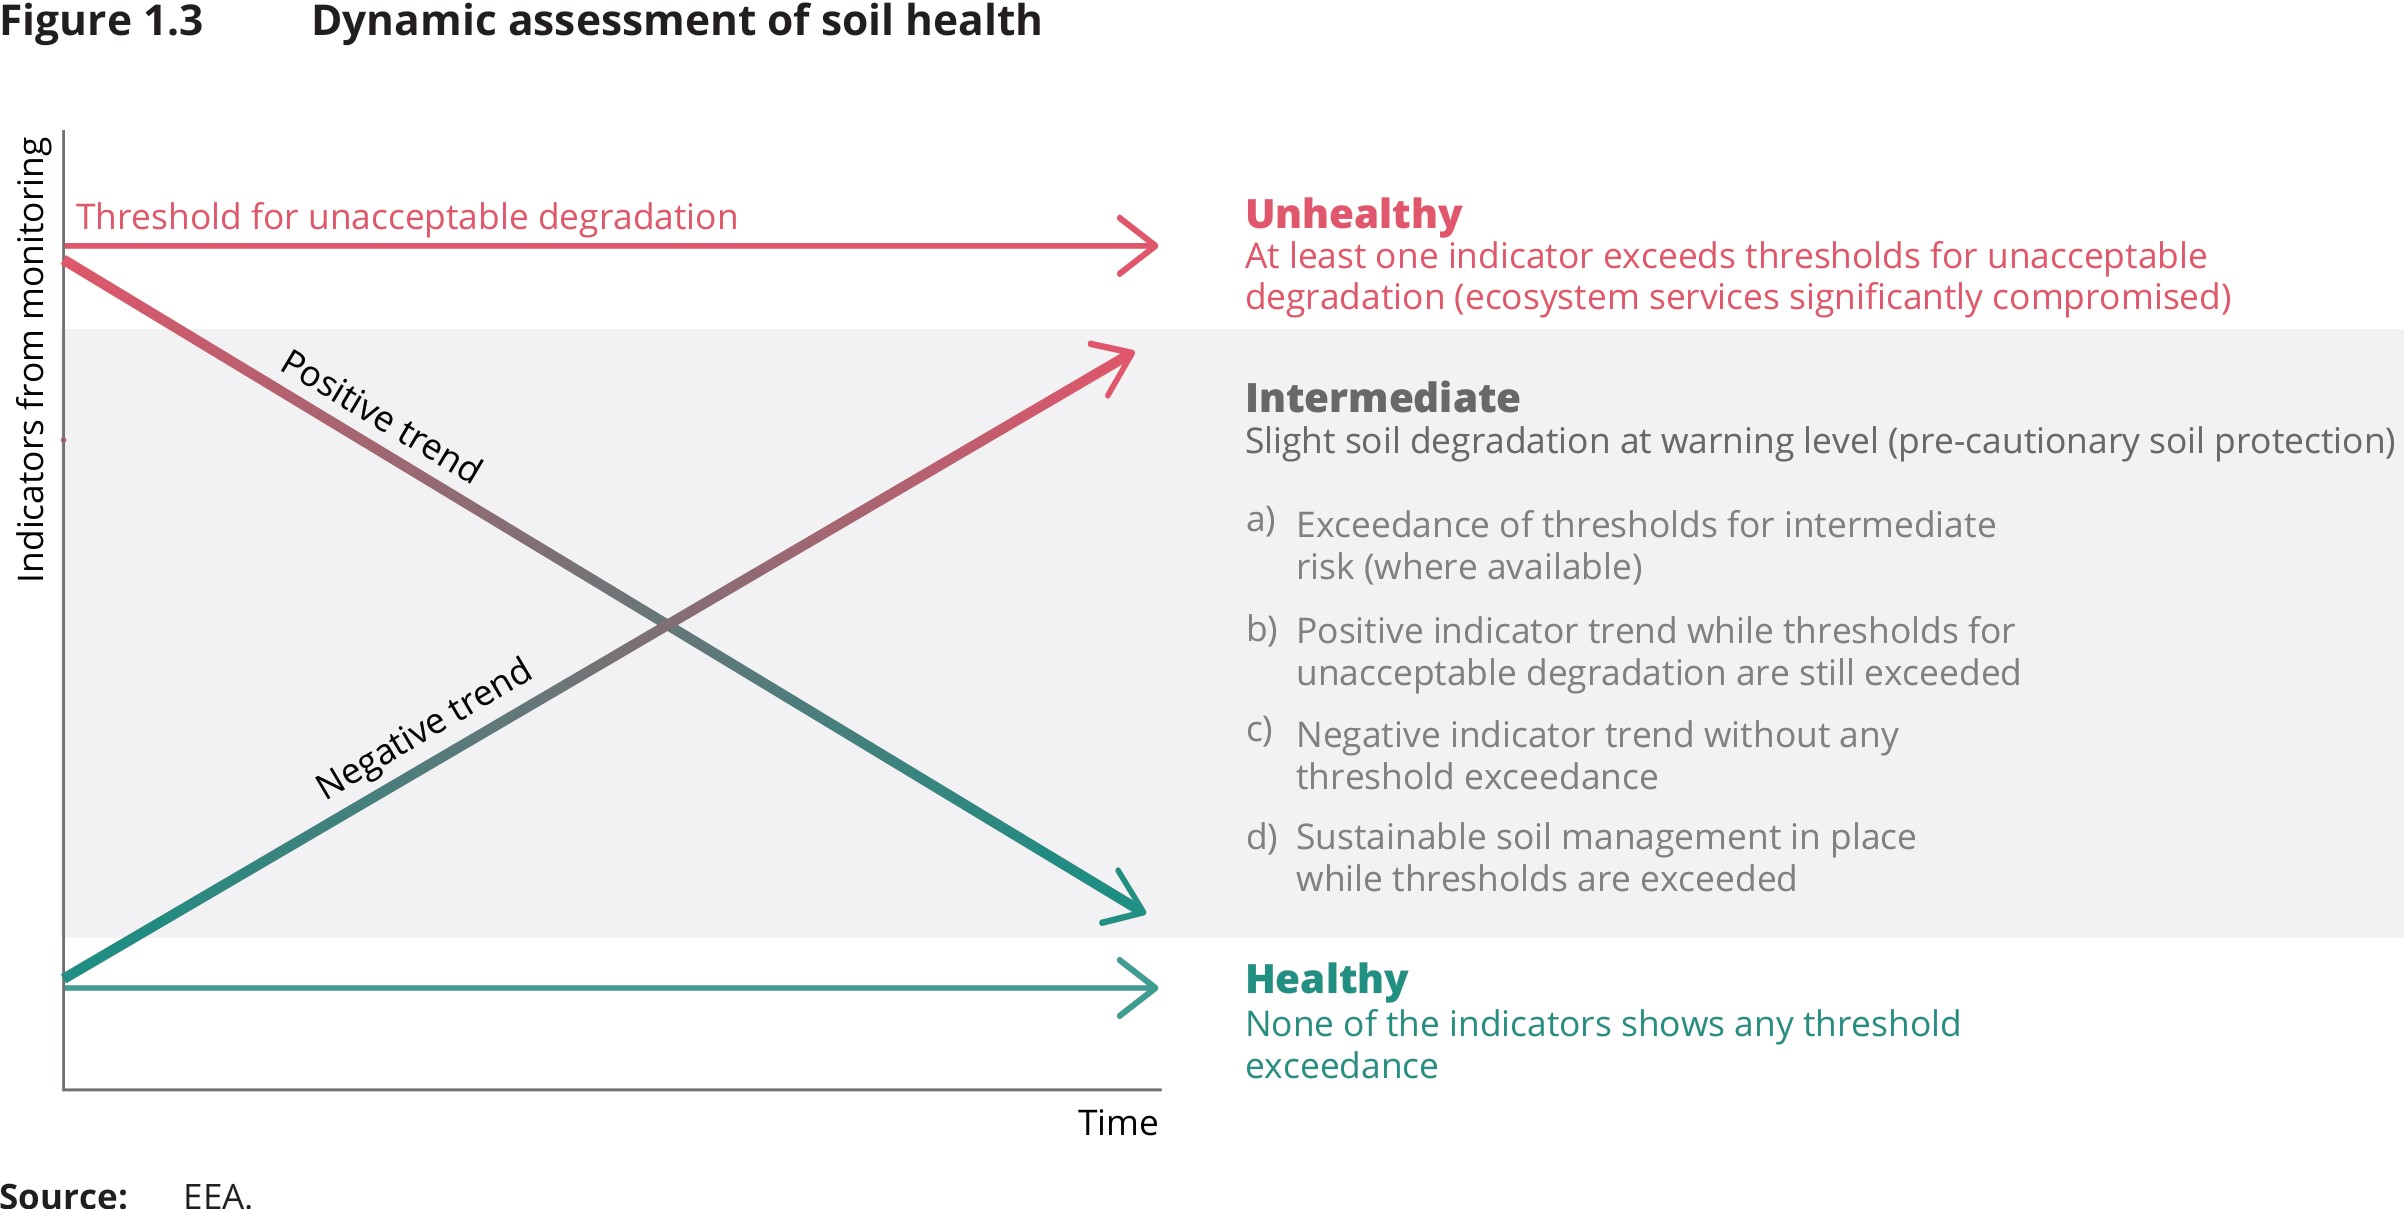 Figure 1.3 Dynamic assessment of soil health
Indicators from monitoring
Threshold for unacceptable degradation
Positive trend
Negative trend
Time
Unhealthy
At least one indicator exceeds thresholds for unacceptable
degradation (ecosystem services significantly compromised)
Intermediate
Slight soil degradation at warning level (pre-cautionary soil protection)
a) Exceedance of thresholds for intermediate
risk (where available)
b) Positive indicator trend while thresholds for
unacceptable degradation are still exceeded
c) Negative indicator trend without any
threshold exceedance
d) Sustainable soil management in place
while thresholds are exceeded
Healthy
None of the indicators shows any threshold
exceedance
Source: EEA.